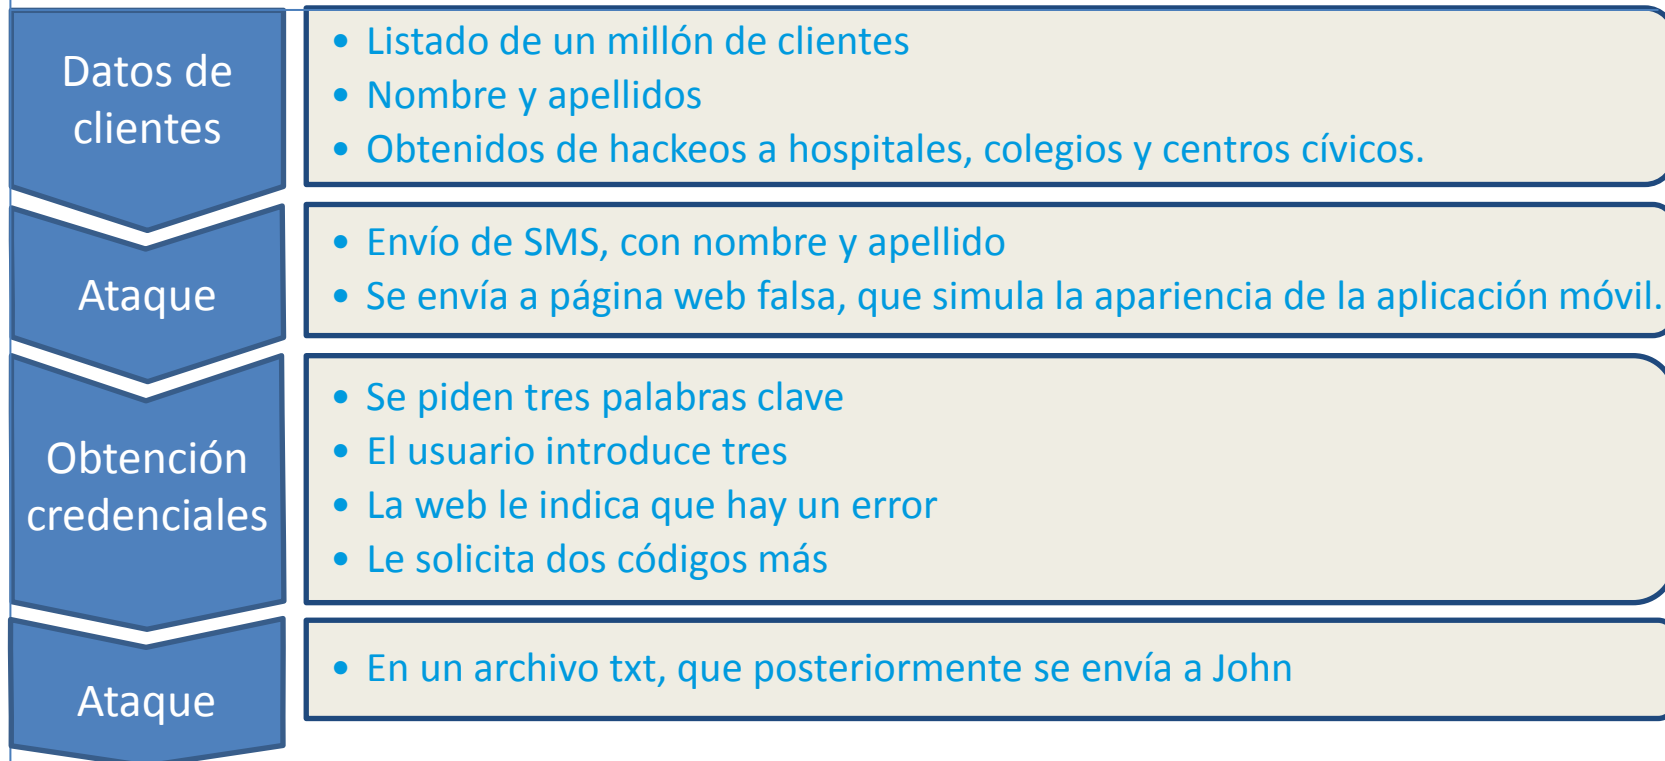 Datos de
clientes
• Listado de un millón de clientes
• Nombre y apellidos
• Obtenidos de hackeos a hospitales, colegios y centros cívicos.
Ataque
• Envío de SMS, con nombre y apellido
• Se envía a página web falsa, que simula la apariencia de la aplicación móvil.
Obtención
credenciales
• Se piden tres palabras clave
• El usuario introduce tres
• La web le indica que hay un error
• Le solicita dos códigos más
Ataque
• En un archivo txt, que posteriormente se envía a John